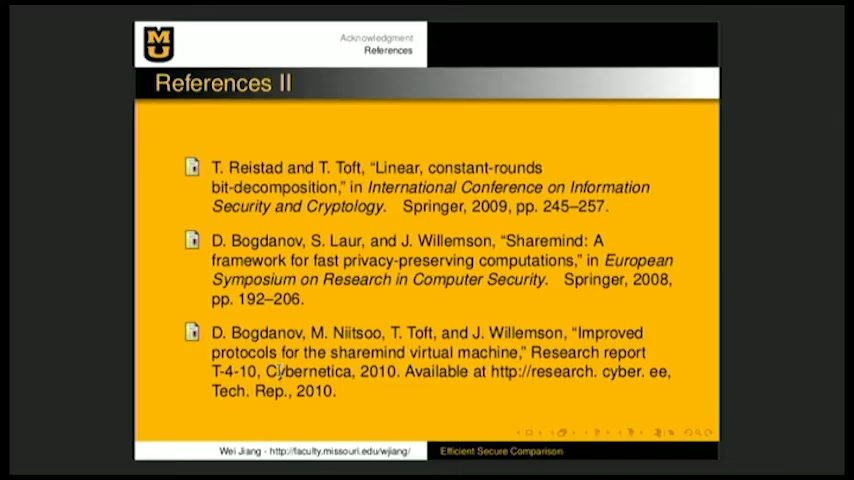 MU
Acknowledgment
References
References II
T. Reistad and T. Toft, “Linear, constant-rounds
bit-decomposition,” in International Conference on Information
Security and Cryptology. Springer, 2009, pp. 245–257.
D. Bogdanov, S. Laur, and J. Willemson, “Sharemind: A
framework for fast privacy-preserving computations,” in European
Symposium on Research in Computer Security. Springer, 2008,
pp. 192–206.
D. Bogdanov, M. Niitsoo, T. Toft, and J. Willemson, “Improved
protocols for the sharemind virtual machine,” Research report
T-4-10, Cybernetica, 2010. Available at http://research. cyber. ee,
Tech. Rep., 2010.
Wei Jiang - http://faculty.missouri.edu/wjiang/
Efficient Secure Comparison